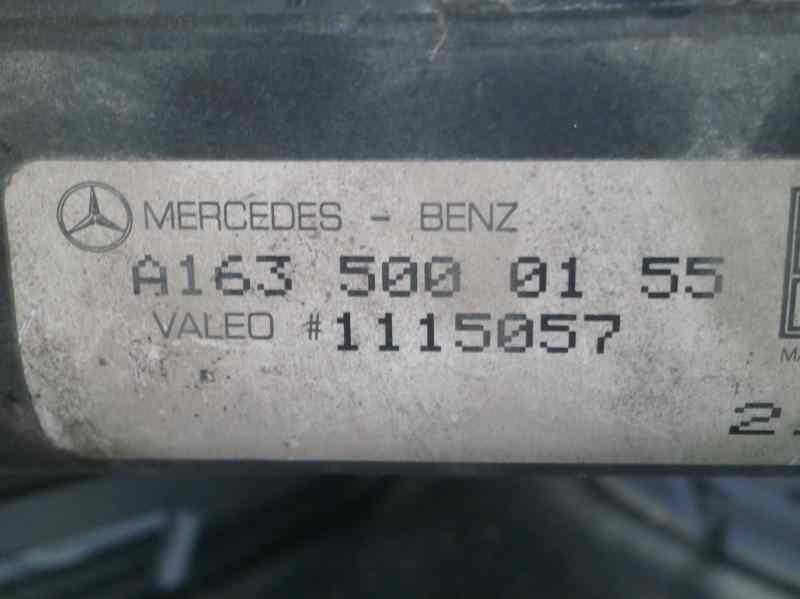 MERCEDES - BENZ
A163 500 01 55
VALEO #1115057